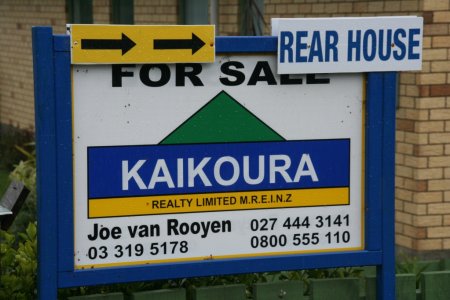 REAR HOUSE
FOR SALE
KAIKOURA
REALTY LIMITED M.R.E.I.N.Z
Joe van Rooyen 027 444 3141
03 319 5178 0800 555 110